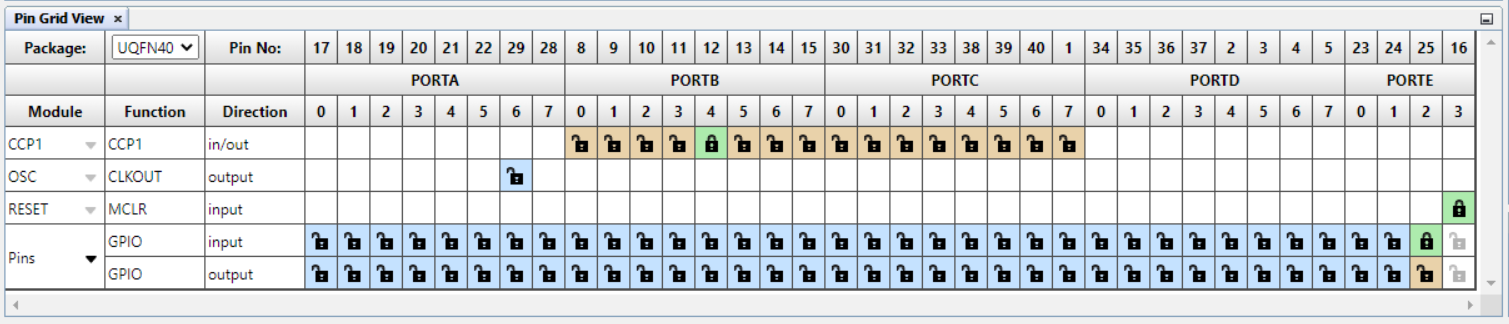 Pin Grid View ×
Package: UQFN40 Pin No: 17 18 19 20 21 22 29 28 8 9 10 11 12 13 14 15 30 31 32 33 38 39 40 1 34 35 36 37 2 3 4 5 23 24 25 16
PORTA PORTB PORTC PORTD PORTE
Module Function Direction 0 1 2 3 4 5 6 7 0 1 2 3 4 5 6 7 0 1 2 3 4 5 6 7 0 1 2 3 4 5 6 7 0 1 2 3
CCP1 CCP1 in/out
OSC CLKOUT output
RESET MCLR input
Pins GPIO input
GPIO output